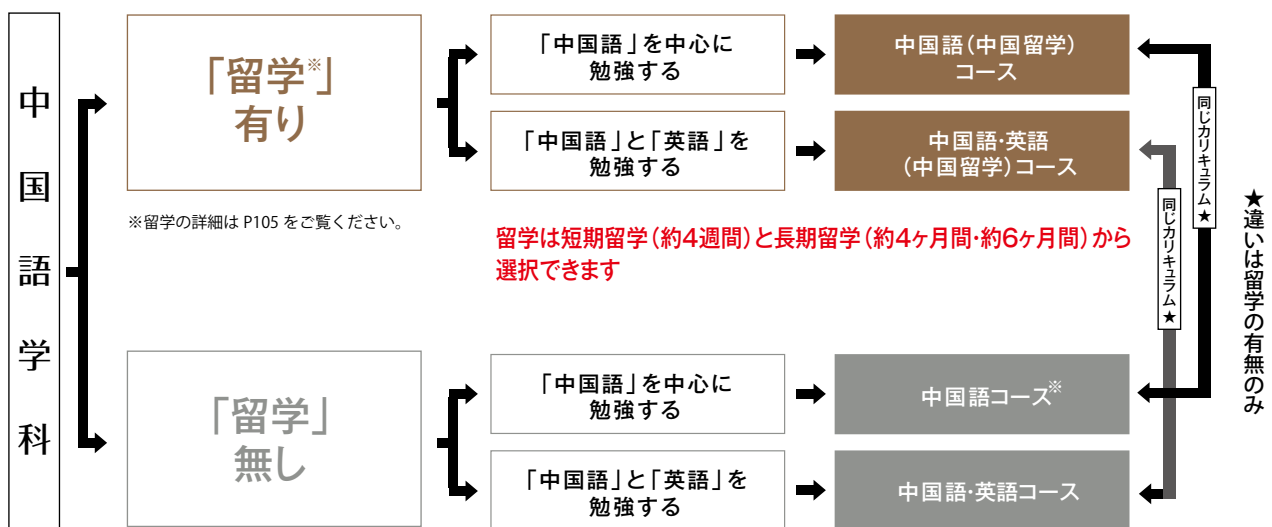 中国語学科
「留学※」
有り
※留学の詳細は P105 をご覧ください。
「中国語」を中心に
勉強する
中国語(中国留学)
コース
「中国語」と「英語」を
勉強する
中国語・英語
(中国留学)コース
留学は短期留学(約4週間)と長期留学(約4ヶ月間・約6ヶ月間)から
選択できます
「留学」
無し
「中国語」を中心に
勉強する
中国語コース※
「中国語」と「英語」を
勉強する
中国語・英語コース
同じカリキュラム★
同じカリキュラム★
★違いは留学の有無のみ